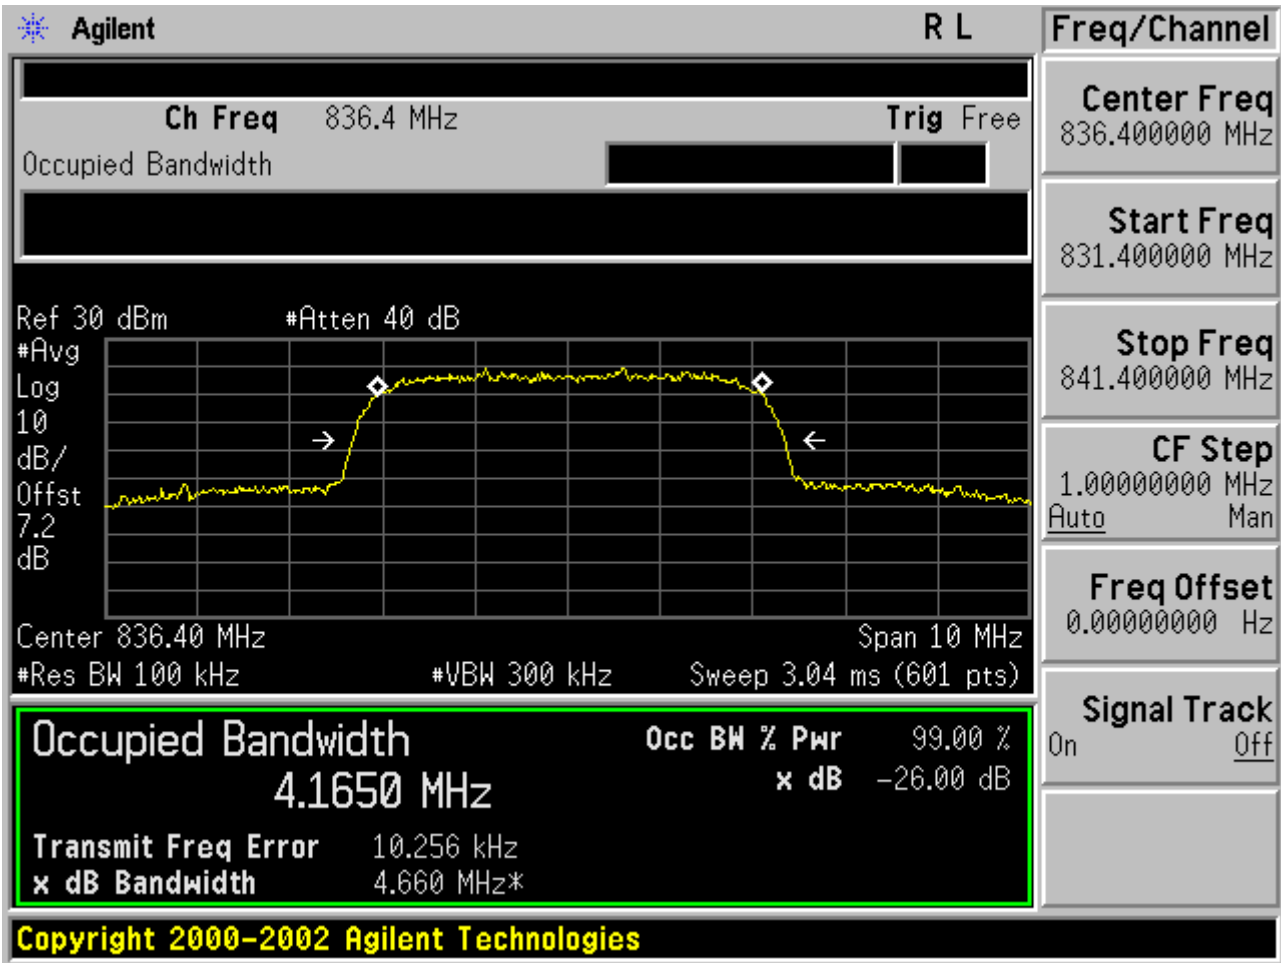 Agilent R L
Ch Freq 836.4 MHz Trig Free
Occupied Bandwidth
Ref 30 dBm #Atten 40 dB
#Avg
Log
10
dB/
Offst
7.2
dB
Center 836.40 MHz Span 10 MHz
#Res BW 100 kHz #VBW 300 kHz Sweep 3.04 ms (601 pts)
Occupied Bandwidth Occ BW % Pwr 99.00 %
4.1650 MHz x dB -26.00 dB
Transmit Freq Error 10.256 kHz
x dB Bandwidth 4.660 MHz*
Copyright 2000-2002 Agilent Technologies
Freq/Channel
Center Freq
836.400000 MHz
Start Freq
831.400000 MHz
Stop Freq
841.400000 MHz
CF Step
1.00000000 MHz
Auto Man
Freq Offset
0.00000000 Hz
Signal Track
On Off